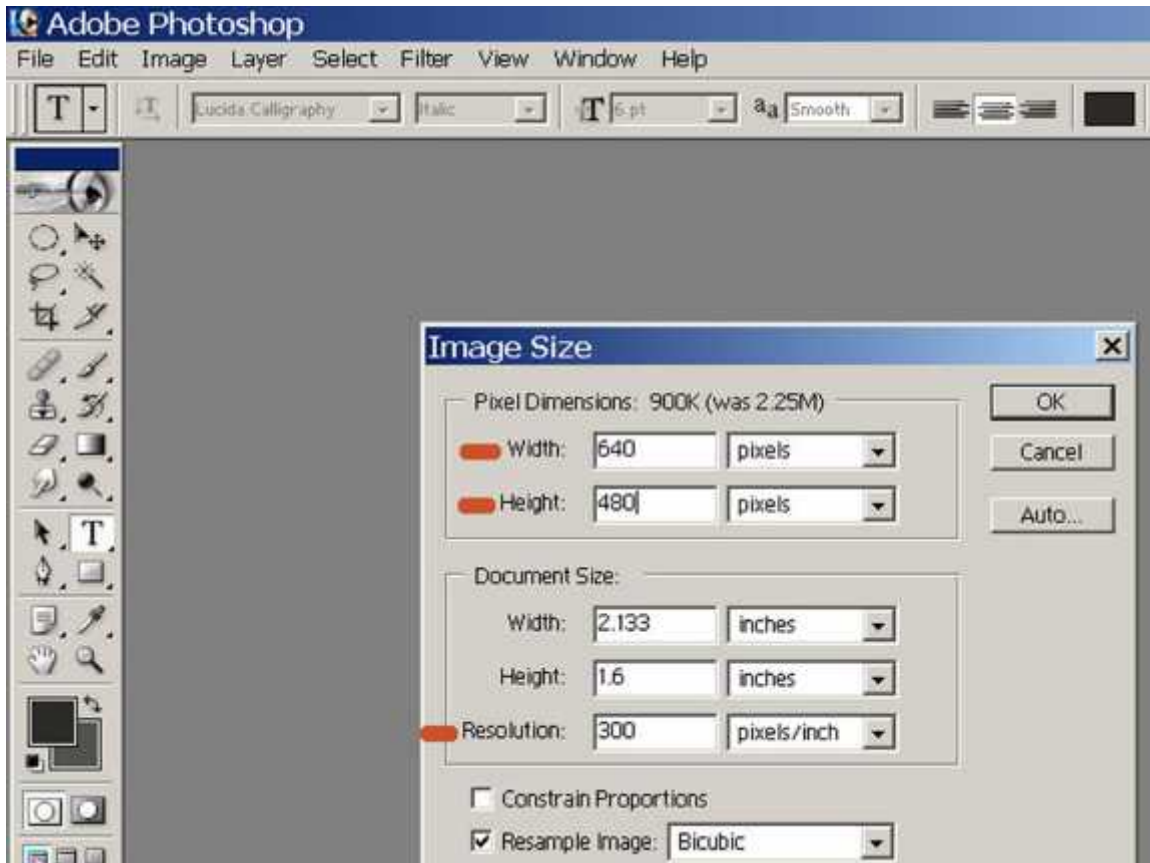 Adobe Photoshop
File Edit Image Layer Select Filter View Window Help
T T Lucida Calligraphy Italic T 6 pt aa Smooth
Image Size
Pixel Dimensions: 900K (was 2.25M)
OK
Width: 640 pixels
Cancel
Height: 480 pixels
Auto...
Document Size:
Width: 2.133 inches
Height: 1.6 inches
Resolution: 300 pixels/inch
T
Constrain Proportions
Resample Image: Bicubic